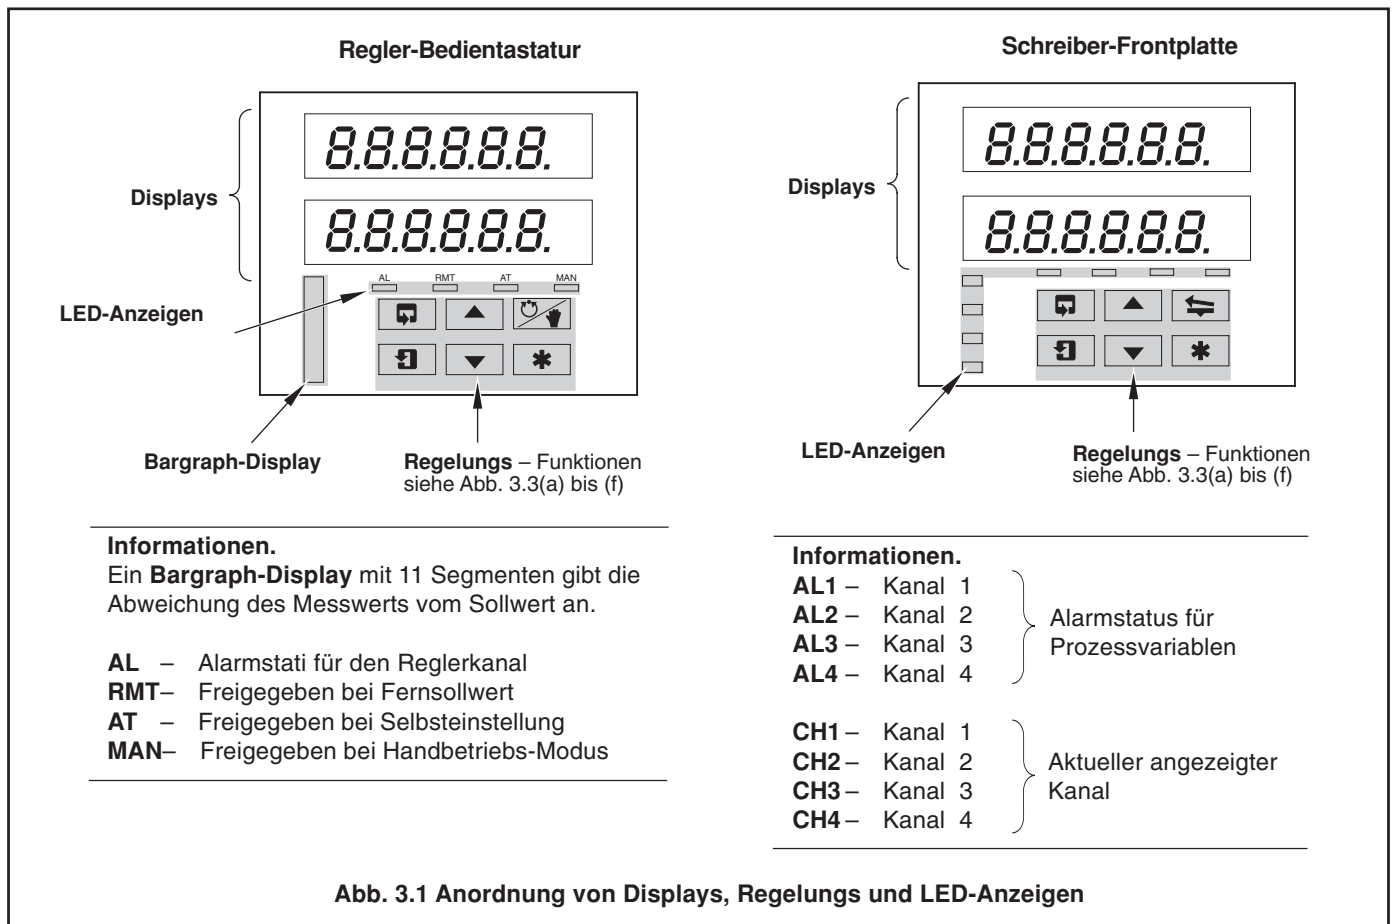 Regler-Bedientastatur
8.8.8.8.8.8.
Displays
8.8.8.8.8.8.
AL RMT AT MAN
LED-Anzeigen
Bargraph-Display
Regelungs – Funktionen
siehe Abb. 3.3(a) bis (f)
Informationen.
Ein Bargraph-Display mit 11 Segmenten gibt die
Abweichung des Messwerts vom Sollwert an.
AL – Alarmstati für den Reglerkanal
RMT– Freigegeben bei Fernsollwert
AT – Freigegeben bei Selbsteinstellung
MAN– Freigegeben bei Handbetriebs-Modus
Schreiber-Frontplatte
8.8.8.8.8.8.
Displays
8.8.8.8.8.8.
LED-Anzeigen
Regelungs – Funktionen
siehe Abb. 3.3(a) bis (f)
Informationen.
AL1 – Kanal 1
AL2 – Kanal 2
AL3 – Kanal 3
AL4 – Kanal 4
Alarmstatus für
Prozessvariablen
CH1 – Kanal 1
CH2 – Kanal 2
CH3 – Kanal 3
CH4 – Kanal 4
Aktueller angezeigter
Kanal
Abb. 3.1 Anordnung von Displays, Regelungs und LED-Anzeigen